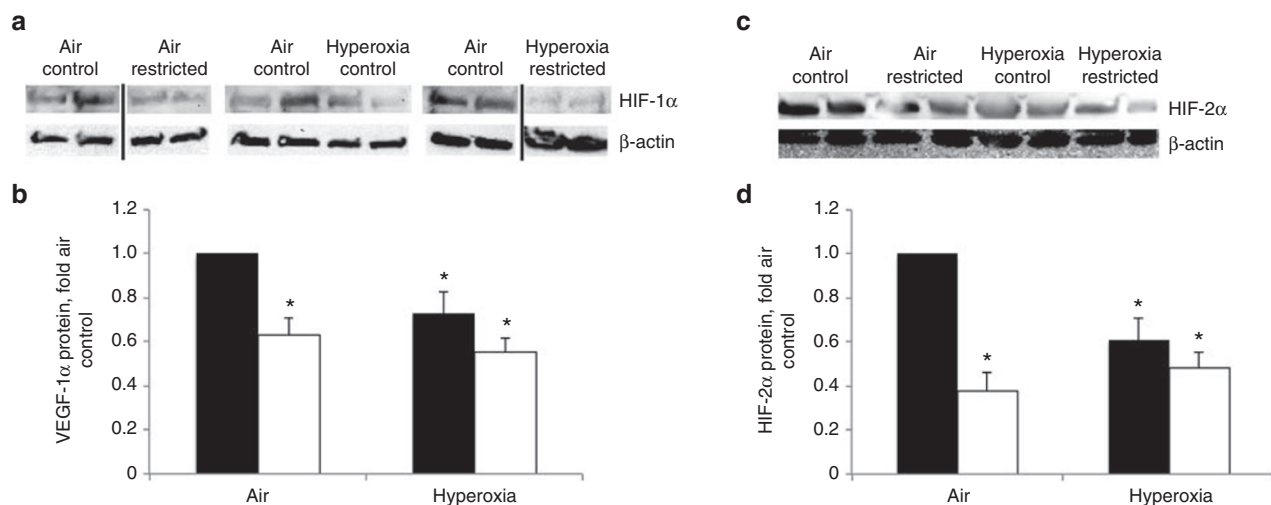 a
Air control
Air restricted
Air control
Hyperoxia control
Air control
Hyperoxia restricted
HIF-1α
β-actin
b
VEGF-1α protein, fold air control
1.2
1.0
0.8
0.6
0.4
0.2
0
*
*
*
Air
Hyperoxia
c
Air control
Air restricted
Hyperoxia control
Hyperoxia restricted
HIF-2α
β-actin
d
HIF-2α protein, fold air control
1.2
1.0
0.8
0.6
0.4
0.2
0
*
*
*
Air
Hyperoxia